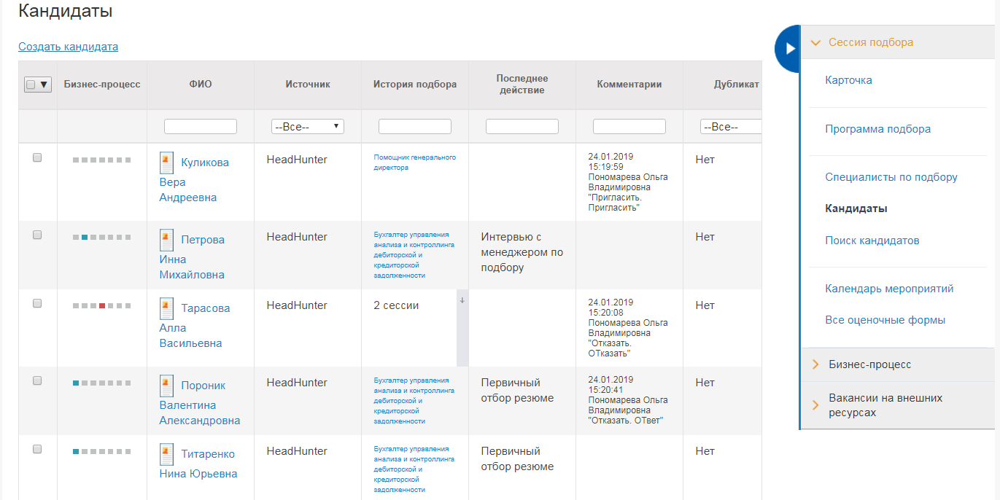 Кандидаты
Создать кандидата
Бизнес-процесс
ФИО
Источник
История подбора
Последнее
действие
Комментарии
Дубликат
--Все--
--Все--
Куликова
Вера
Андреевна
HeadHunter
Помощник генерального
директора
24.01.2019
15:19:59
Пономарева Ольга
Владимировна
"Пригласить.
Пригласить"
Нет
Петрова
Инна
Михайловна
HeadHunter
Бухгалтер управления
анализа и контроллинга
дебиторской и
кредиторской
задолженности
Интервью с
менеджером по
подбору
Нет
Тарасова
Алла
Васильевна
HeadHunter
2 сессии
24.01.2019
15:20:08
Пономарева Ольга
Владимировна
"Отказать.
ОТказать"
Нет
Пороник
Валентина
Александровна
HeadHunter
Бухгалтер управления
анализа и контроллинга
дебиторской и
кредиторской
задолженности
Первичный
отбор резюме
24.01.2019
15:20:41
Пономарева Ольга
Владимировна
"Отказать. ОТвет"
Нет
Титаренко
Нина Юрьевна
HeadHunter
Бухгалтер управления
анализа и контроллинга
дебиторской и
кредиторской
задолженности
Первичный
отбор резюме
Нет
Сессия подбора
Карточка
Программа подбора
Специалисты по подбору
Кандидаты
Поиск кандидатов
Календарь мероприятий
Все оценочные формы
Бизнес-процесс
Вакансии на внешних
ресурсах